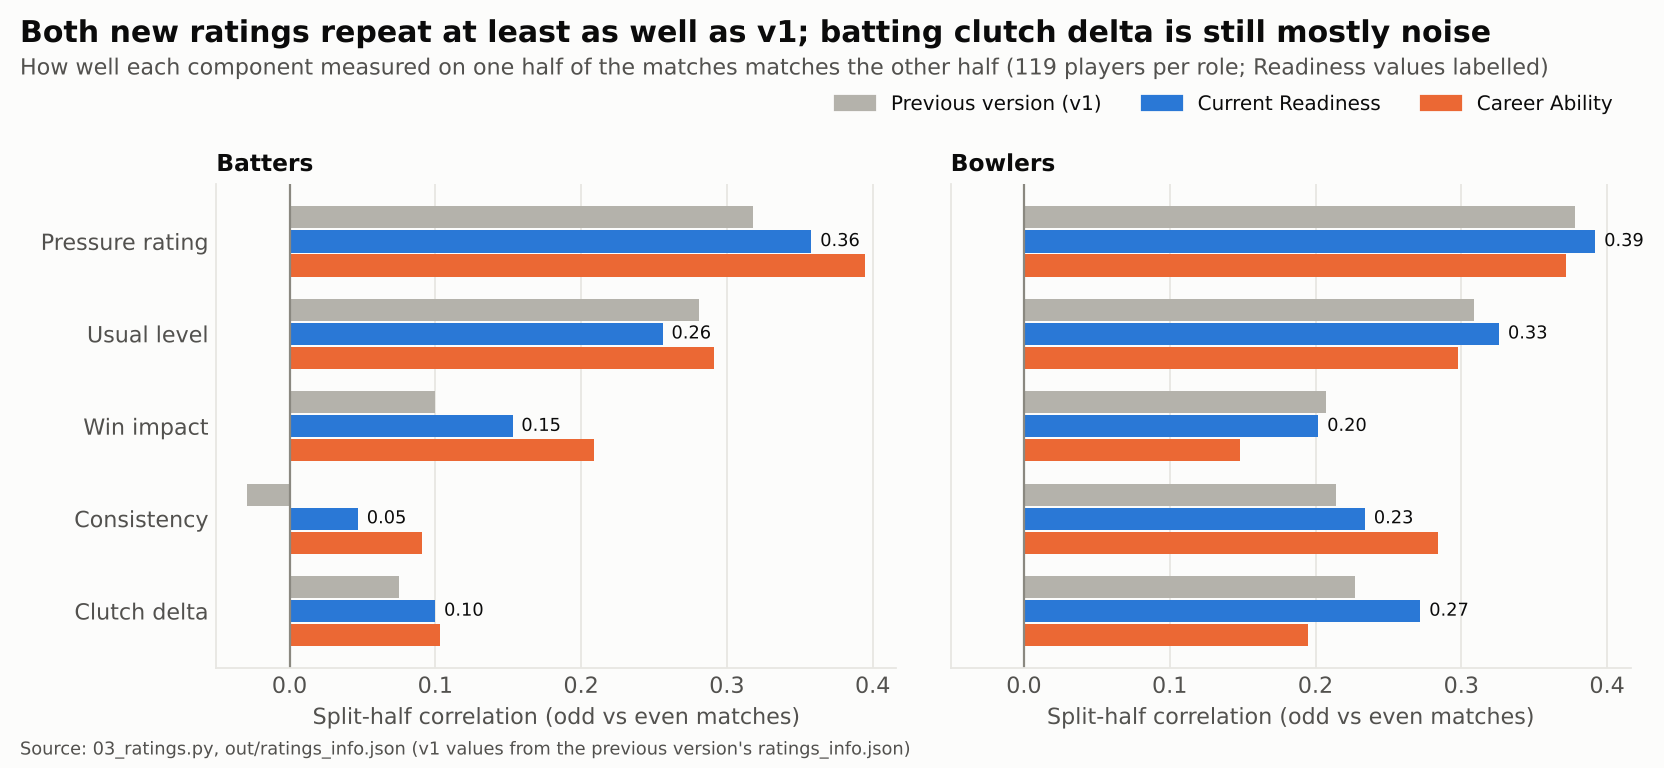 Both new ratings repeat at least as well as v1; batting clutch delta is still mostly noise
How well each component measured on one half of the matches matches the other half (119 players per role; Readiness values labelled)
Previous version (v1)
Current Readiness
Career Ability
Batters
Pressure rating
0.36
Usual level
0.26
Win impact
0.15
Consistency
0.05
Clutch delta
0.10
0.0 0.1 0.2 0.3 0.4
Split-half correlation (odd vs even matches)
Bowlers
0.39
0.33
0.20
0.23
0.27
0.0 0.1 0.2 0.3 0.4
Split-half correlation (odd vs even matches)
Source: 03_ratings.py, out/ratings_info.json (v1 values from the previous version's ratings_info.json)